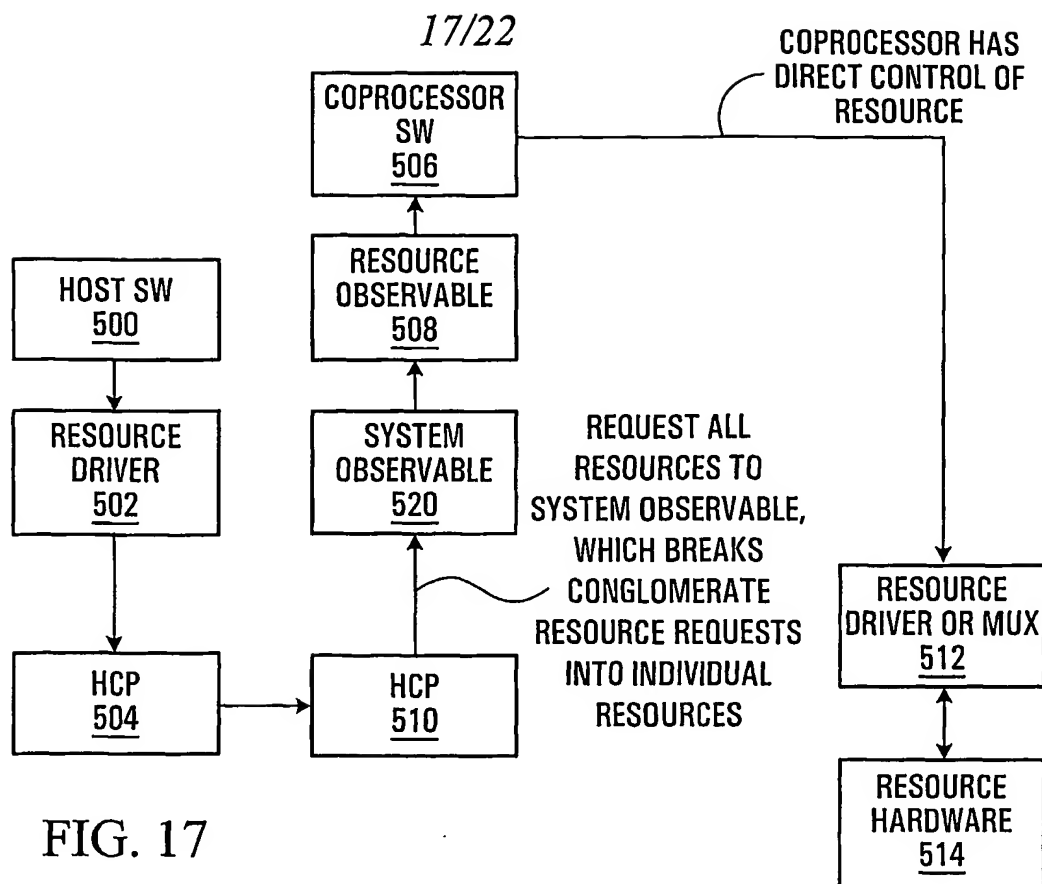 17/22
COPROCESSOR
SW
506
COPROCESSOR HAS
DIRECT CONTROL OF
RESOURCE
RESOURCE
OBSERVABLE
508
HOST SW
500
RESOURCE
DRIVER
502
SYSTEM
OBSERVABLE
520
REQUEST ALL
RESOURCES TO
SYSTEM OBSERVABLE,
WHICH BREAKS
CONGLOMERATE
RESOURCE REQUESTS
INTO INDIVIDUAL
RESOURCES
HCP
504
HCP
510
RESOURCE
DRIVER OR MUX
512
RESOURCE
HARDWARE
514
FIG. 17